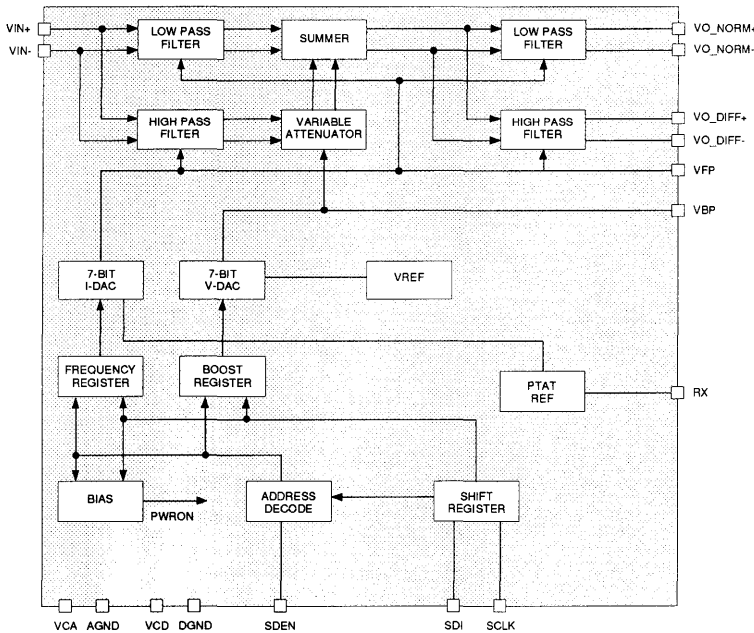 VIN+
VIN-
LOW PASS
FILTER
SUMMER
LOW PASS
FILTER
VO_NORM+
VO_NORM-
HIGH PASS
FILTER
VARIABLE
ATTENUATOR
HIGH PASS
FILTER
VO_DIFF+
VO_DIFF-
VFP
VBP
7-BIT
I-DAC
7-BIT
V-DAC
VREF
FREQUENCY
REGISTER
BOOST
REGISTER
PTAT
REF
RX
BIAS
PWRON
ADDRESS
DECODE
SHIFT
REGISTER
VCA
AGND
VCD
DGND
SDEN
SDI
SCLK